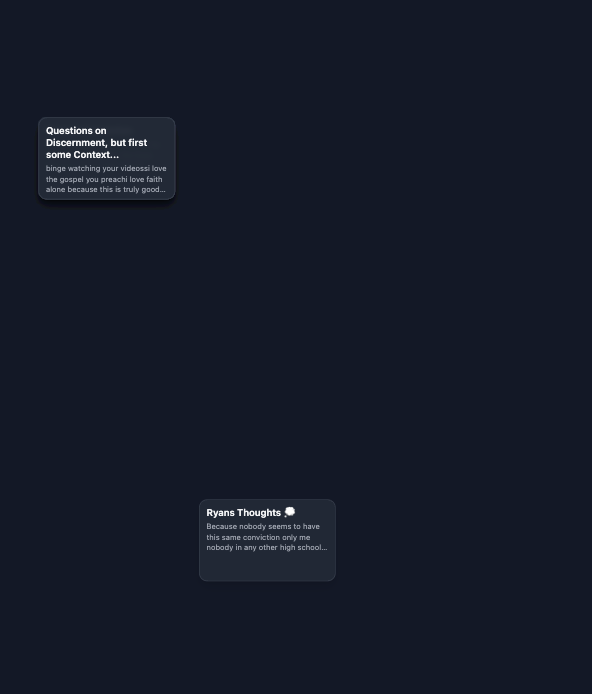 Questions on
Discernment, but first
some Context...
binge watching your videossi love
the gospel you preachi love faith
alone because this is truly good...
Ryans Thoughts 💭
Because nobody seems to have
this same conviction only me
nobody in any other high school...